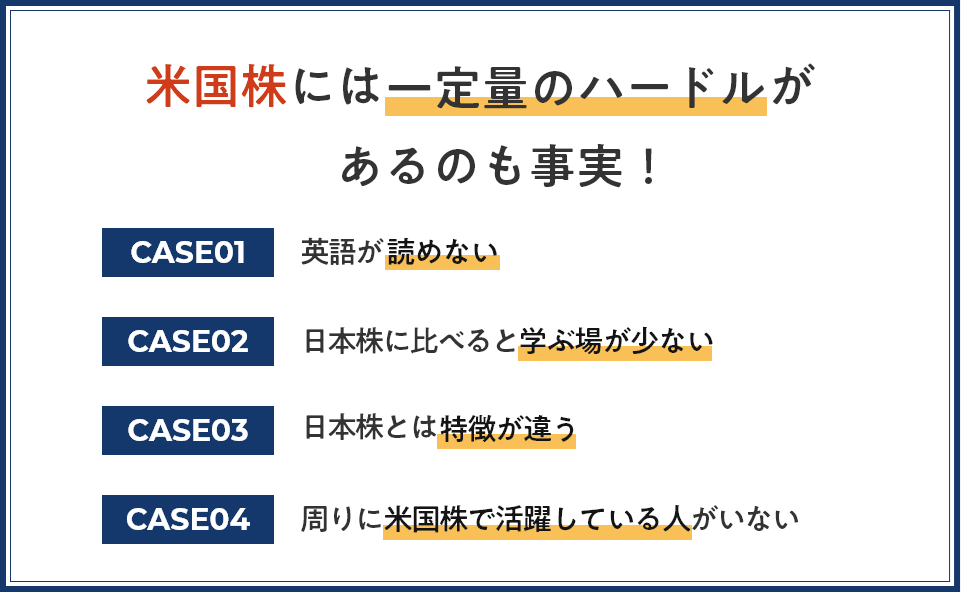 米国株には一定量のハードルが
あるのも事実！
CASE01 英語が読めない
CASE02 日本株に比べると学ぶ場が少ない
CASE03 日本株とは特徴が違う
CASE04 周りに米国株で活躍している人がいない